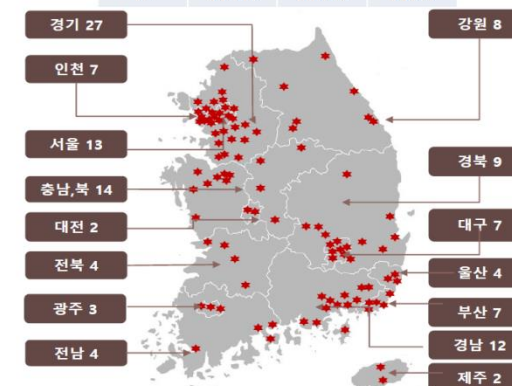 경기 27
인천 7
서울 13
충남,북 14
대전 2
전북 4
광주 3
전남 4
강원 8
경북 9
대구 7
울산 4
부산 7
경남 12
제주 2